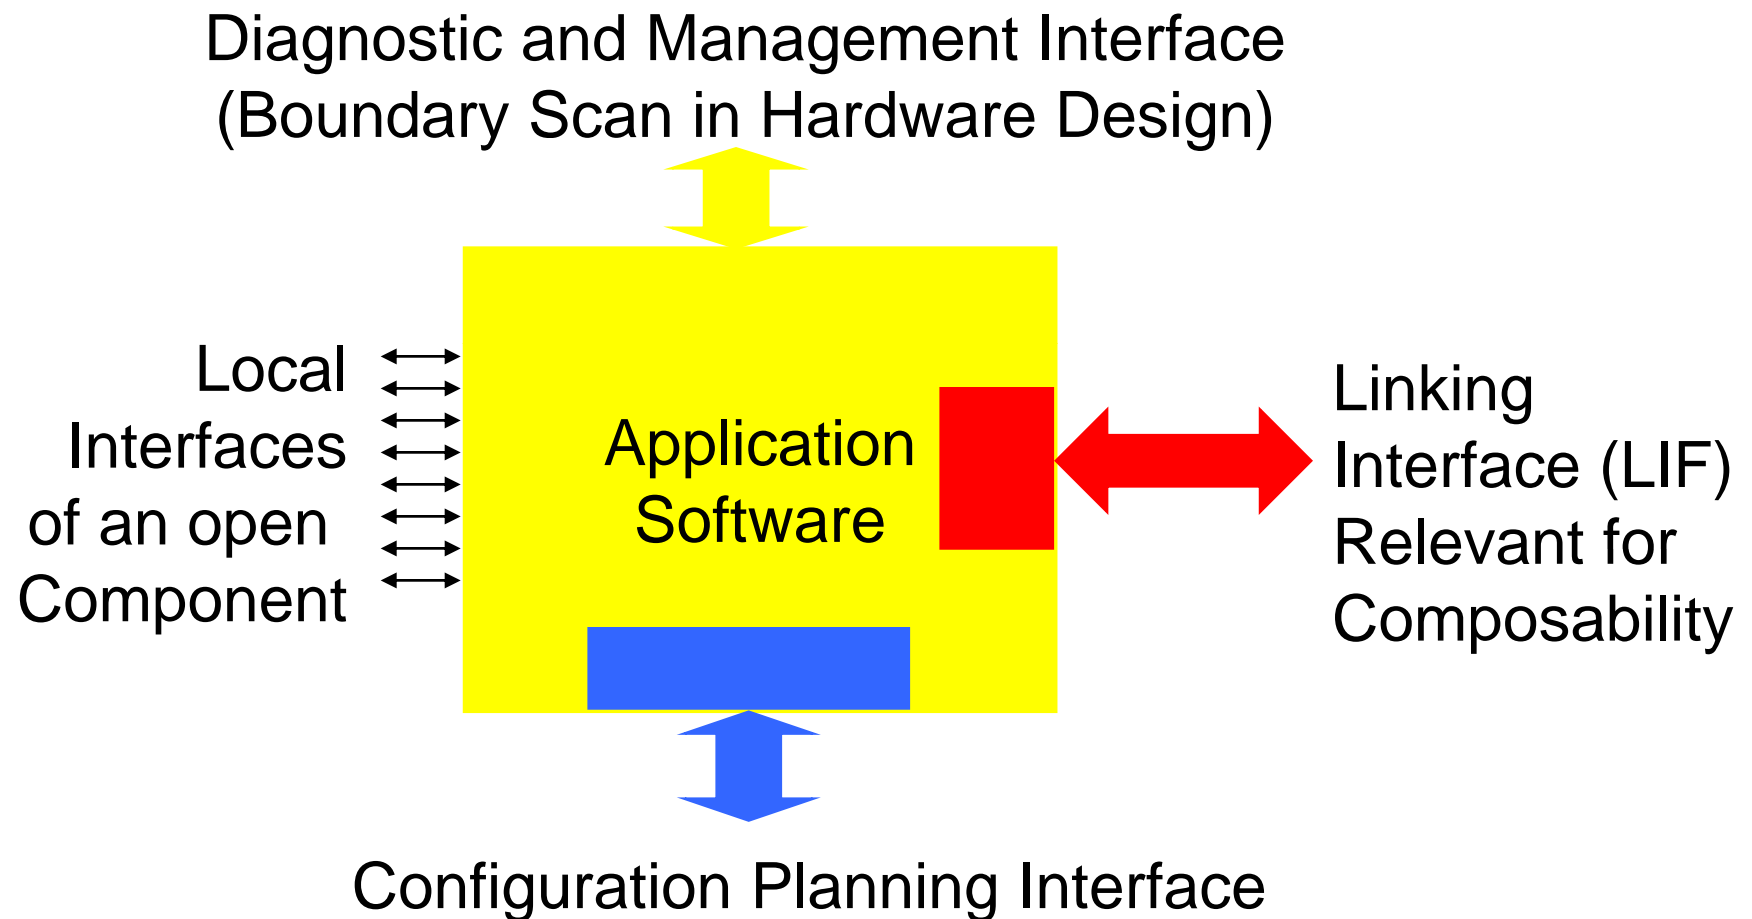 Diagnostic and Management Interface
(Boundary Scan in Hardware Design)
Local
Interfaces
of an open
Component
Application
Software
Linking
Interface (LIF)
Relevant for
Composability
Configuration Planning Interface